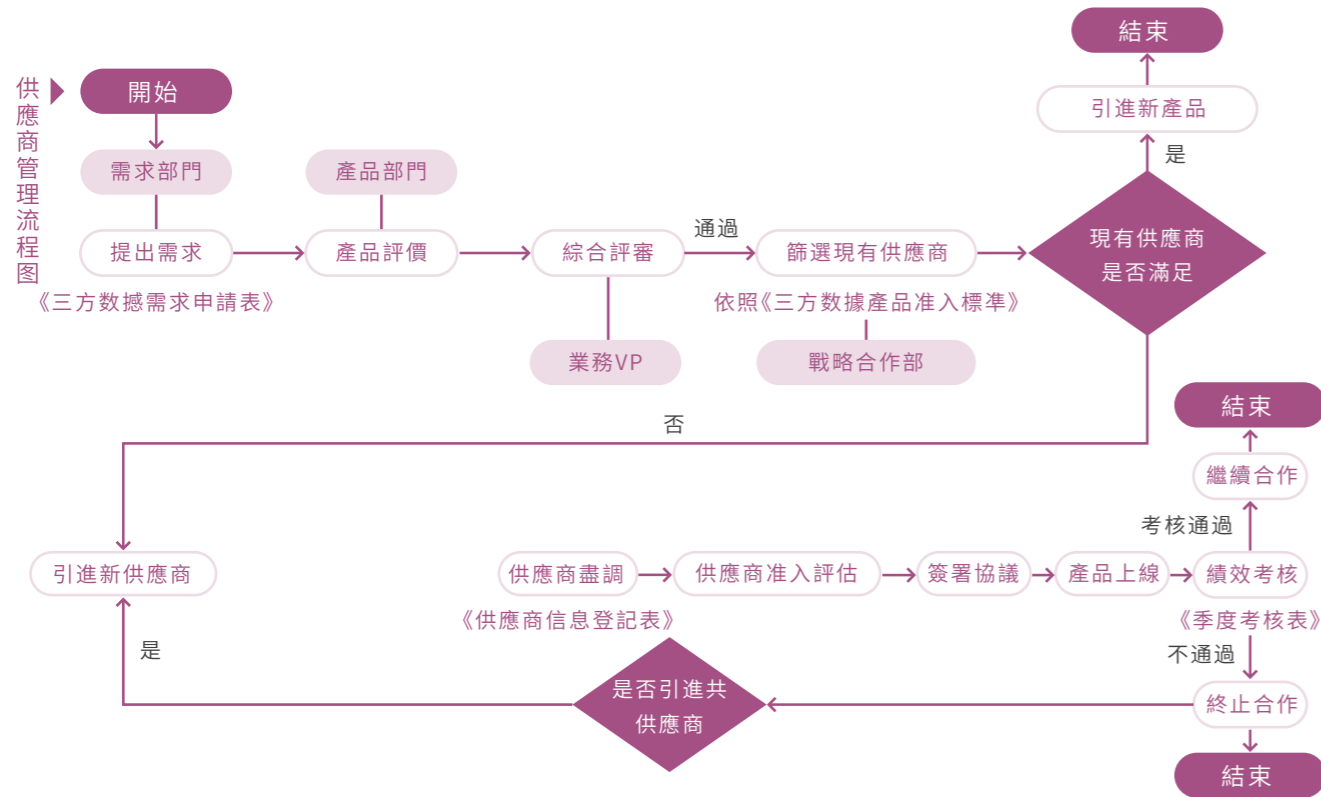 供應商管理流程图
開始
結束
引進新產品
是
需求部門
產品部門
提出需求
產品評價
綜合評審
通過
篩選現有供應商
現有供應商
是否滿足
《三方数撼需求申請表》
依照《三方数據產品准入標準》
業務VP
戰略合作部
否
結束
繼續合作
考核通過
引進新供應商
供應商盡調
供應商准入評估
簽署協議
產品上線
績效考核
《供應商信息登記表》
《季度考核表》
是
不通過
是否引進共
供應商
終止合作
結束